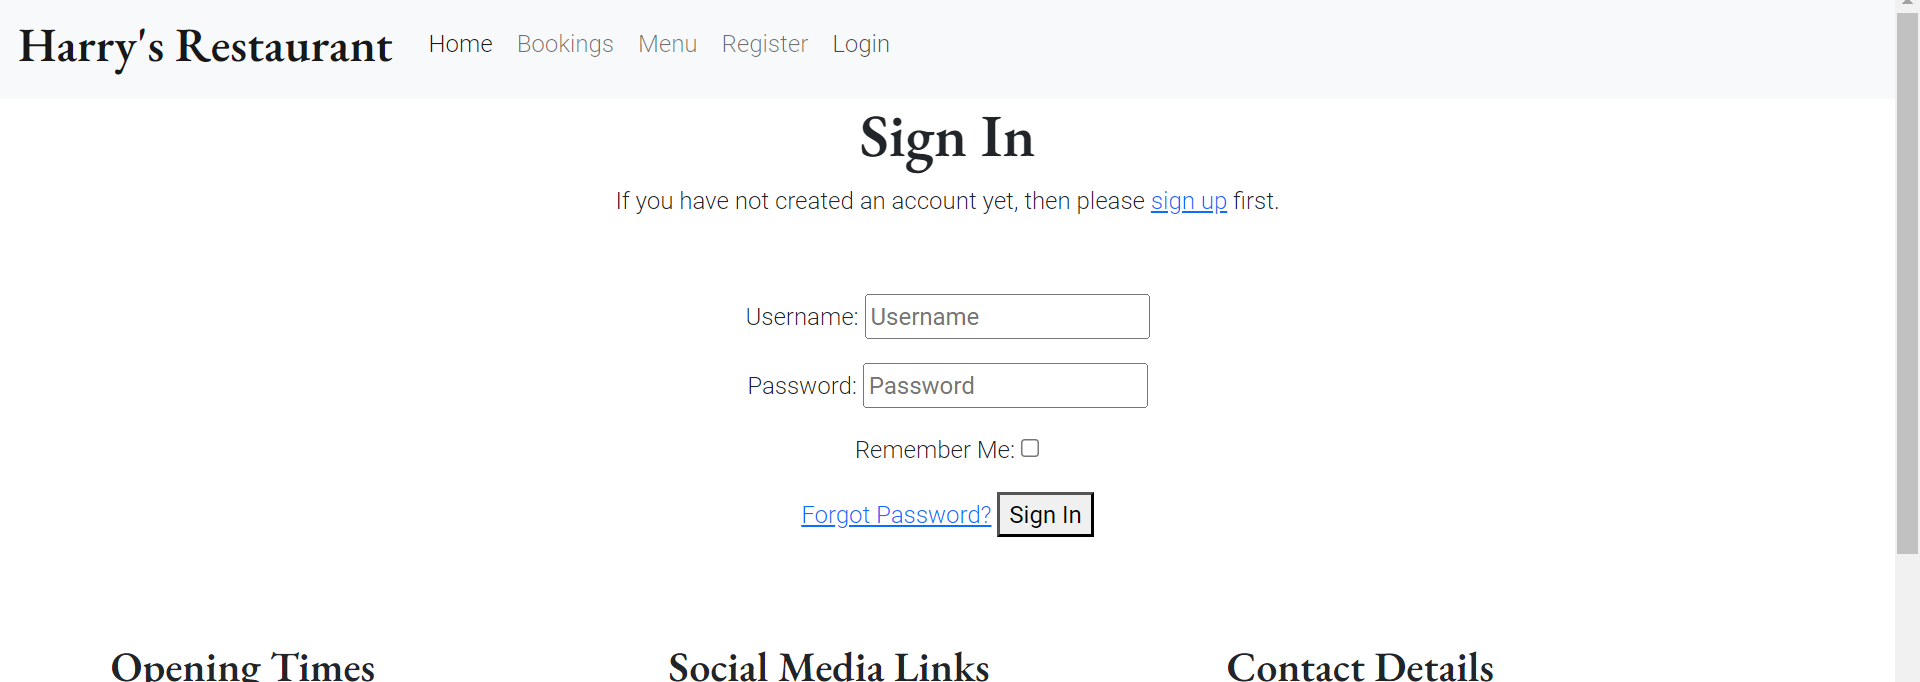 Harry's Restaurant Home Bookings Menu Register Login
Sign In
If you have not created an account yet, then please sign up first.
Username: Username
Password: Password
Remember Me:
Forgot Password? Sign In
Opening Times Social Media Links Contact Details